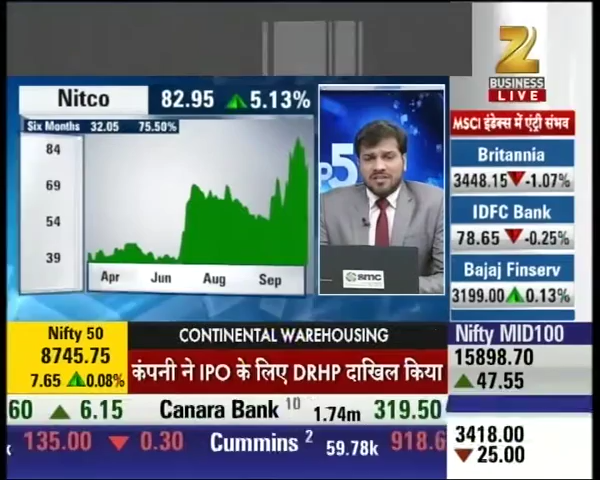 Z
BUSINESS
LIVE
Nitco 82.95 5.13%
Six Months 32.05 75.50%
84
69
54
39
Apr Jun Aug Sep
5
smc
MSCI इंडेक्स में एंट्री संभव
Britannia
3448.15 -1.07%
IDFC Bank
78.65 -0.25%
Bajaj Finserv
3199.00 0.13%
Nifty 50
8745.75
7.65 0.08%
CONTINENTAL WAREHOUSING
कंपनी ने IPO के लिए DRHP दाखिल किया
Nifty MID100
15898.70
47.55
60 6.15 Canara Bank 10 1.74m 319.50
135.00 0.30 Cummins 2 59.78k 918.6
3418.00
25.00